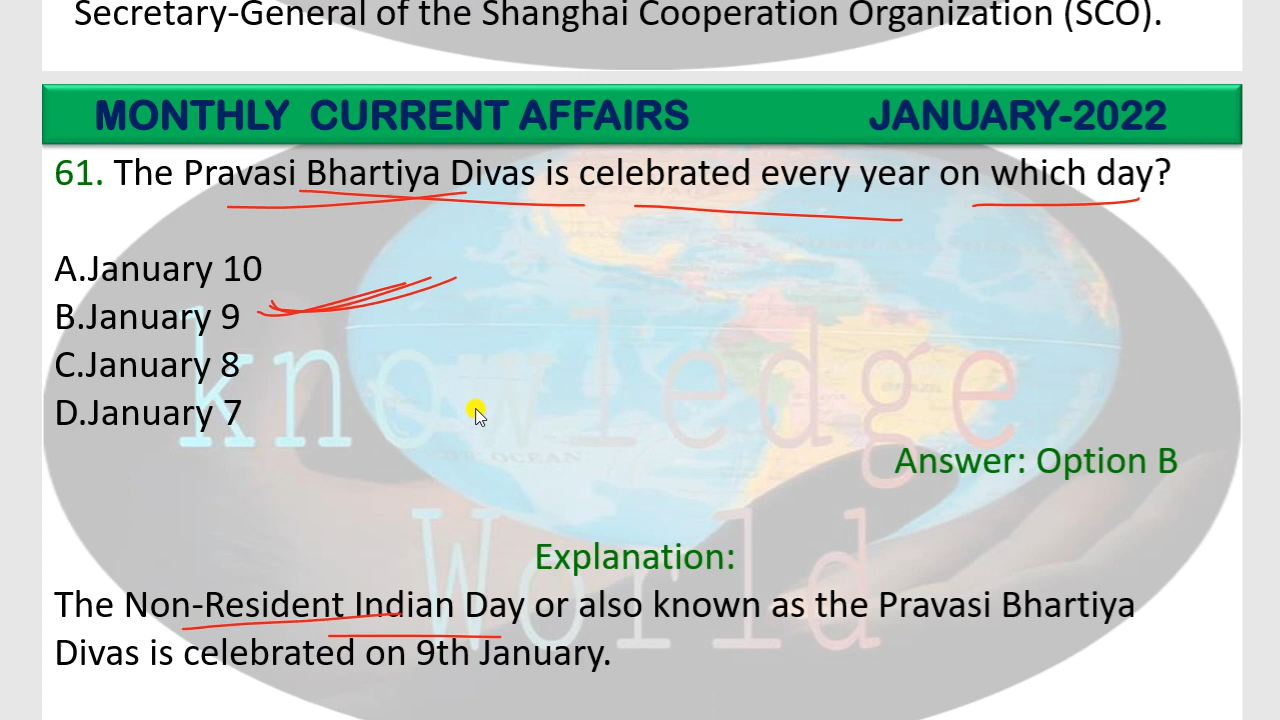 Secretary-General of the Shanghai Cooperation Organization (SCO).
MONTHLY CURRENT AFFAIRS JANUARY-2022
61. The Pravasi Bhartiya Divas is celebrated every year on which day?
A.January 10
B.January 9
C.January 8
D.January 7
knowledge
Answer: Option B
World
Explanation:
The Non-Resident Indian Day or also known as the Pravasi Bhartiya
Divas is celebrated on 9th January.